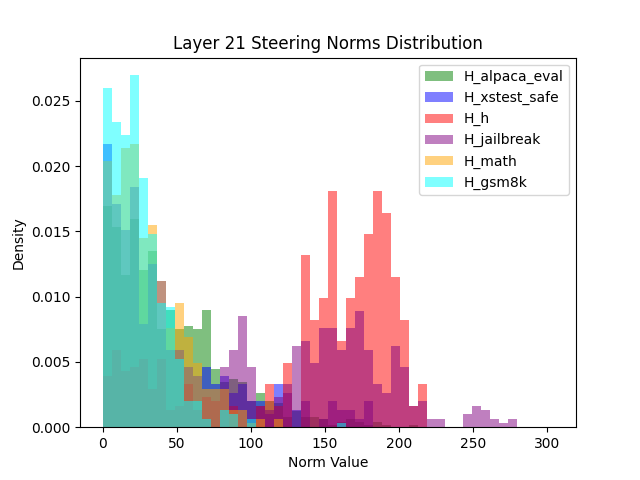 Layer 21 Steering Norms Distribution
H_alpaca_eval
H_xstest_safe
H_h
H_jailbreak
H_math
H_gsm8k
0.025
0.020
0.015
0.010
0.005
0.000
Density
0 50 100 150 200 250 300
Norm Value